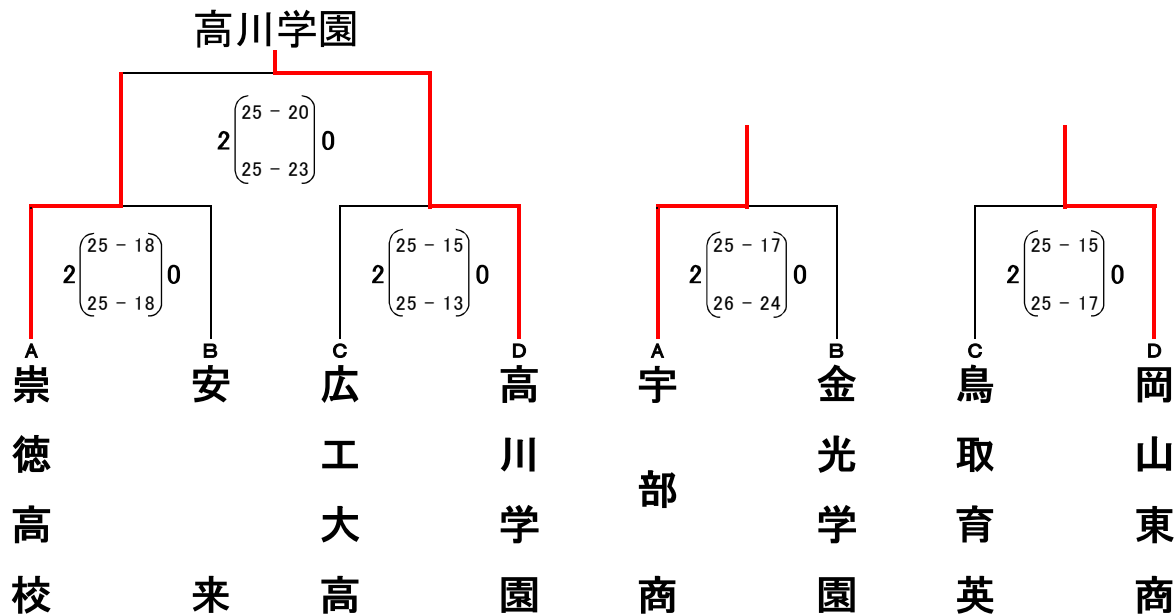 高川学園
2 25 - 20 0
25 - 23
2 25 - 18 0
25 - 18
2 25 - 15 0
25 - 13
2 25 - 17 0
26 - 24
2 25 - 15 0
25 - 17
A B C D A B C D
崇徳高校
安来
広工大高
高川学園
宇部商
金光学園
鳥取育英
岡山東商